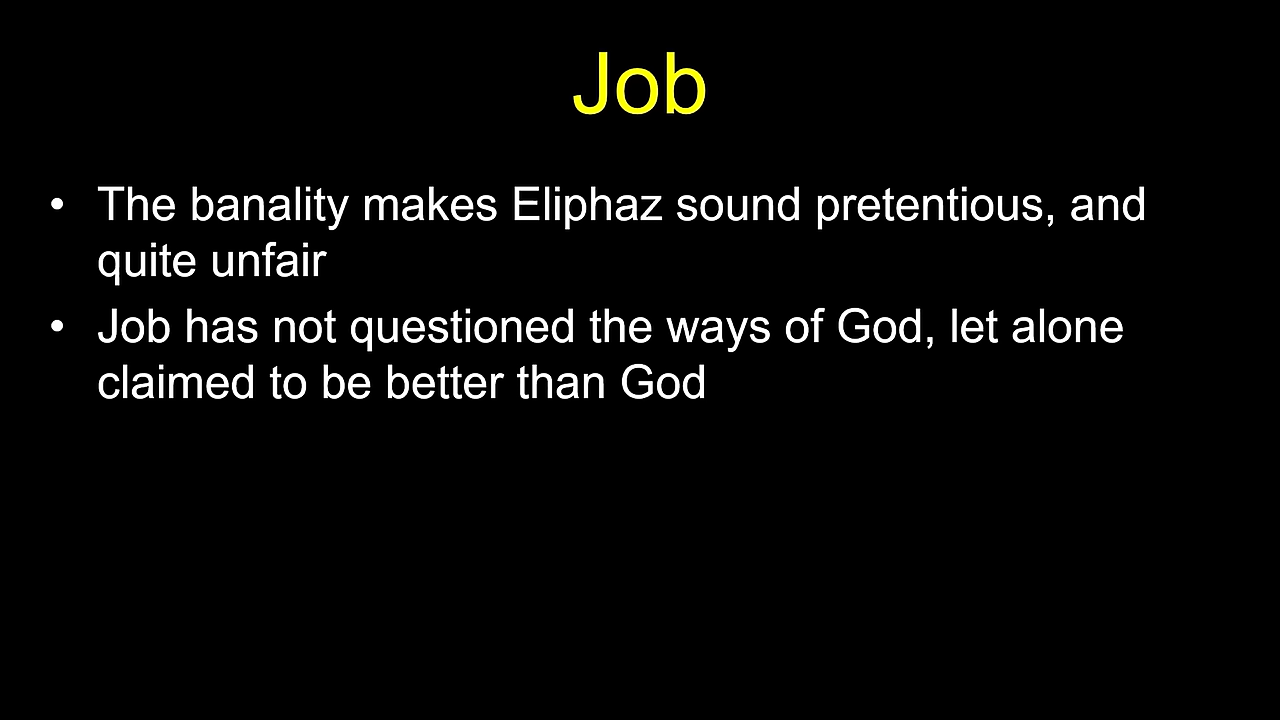 Job
• The banality makes Eliphaz sound pretentious, and
quite unfair
• Job has not questioned the ways of God, let alone
claimed to be better than God